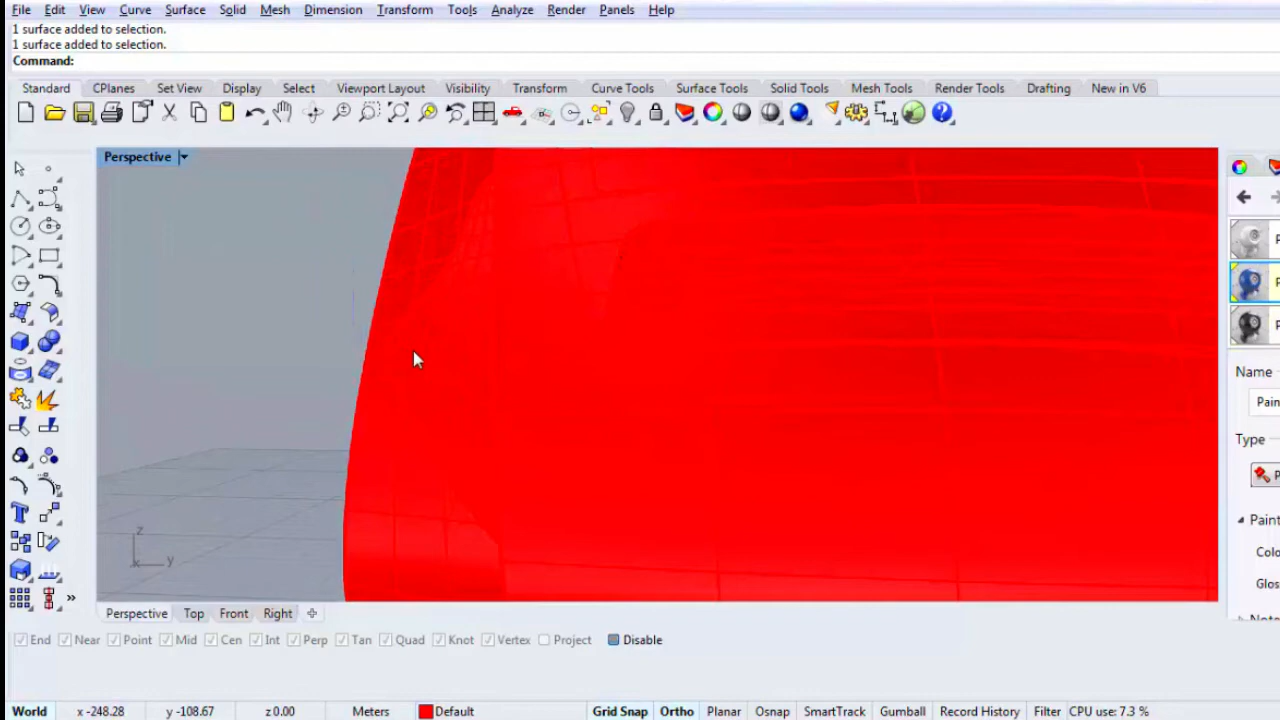 File Edit View Curve Surface Solid Mesh Dimension Transform Tools Analyze Render Panels Help
1 surface added to selection.
1 surface added to selection.
Command:
Standard CPlanes Set View Display Select Viewport Layout Visibility Transform Curve Tools Surface Tools Solid Tools Mesh Tools Render Tools Drafting New in V6
Perspective
Name
Type
z
x y
Perspective Top Front Right
End Near Point Mid Cen Int Perp Tan Quad Knot Vertex Project Disable
World x -248.28 y -108.67 z 0.00 Meters Default Grid Snap Ortho Planar Osnap SmartTrack Gumball Record History Filter CPU use: 7.3 %